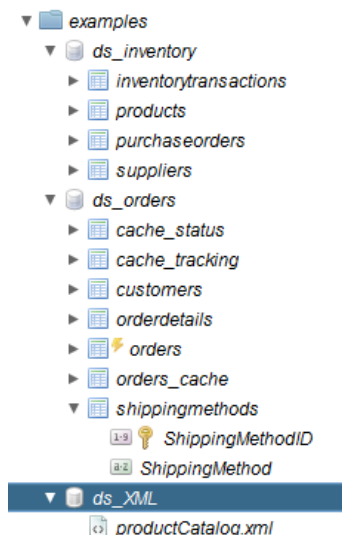 examples
ds_inventory
inventorytransactions
products
purchaseorders
suppliers
ds_orders
cache_status
cache_tracking
customers
orderdetails
orders
orders_cache
shippingmethods
1-9 ShippingMethodID
a-z ShippingMethod
ds_XML
productCatalog.xml